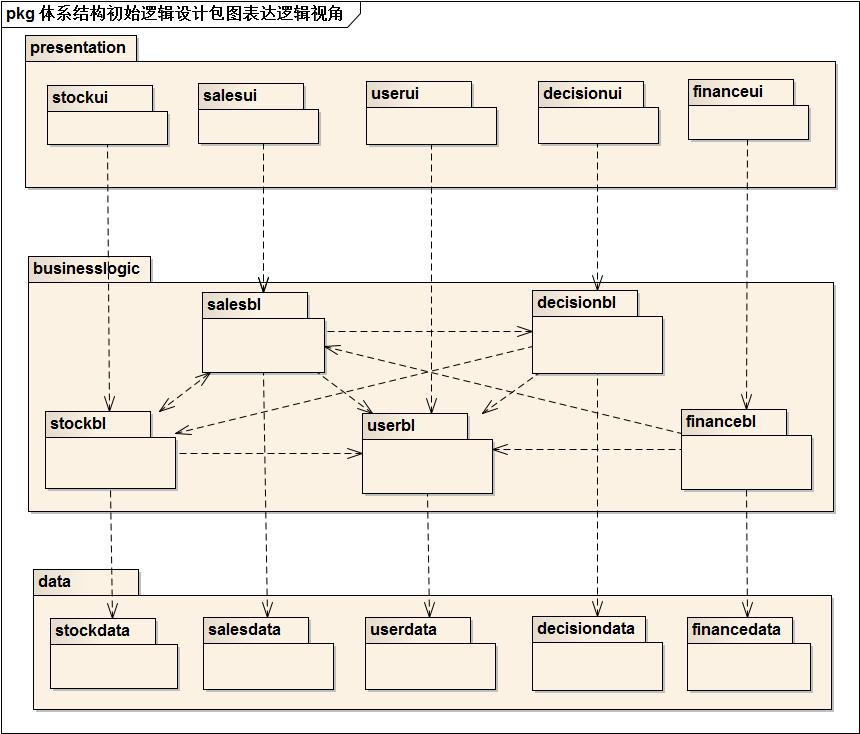 pkg 体系结构初始逻辑设计包图表达逻辑视角
presentation
stockui
salesui
userui
decisionui
financeui
businesslogic
salesbl
decisionbl
stockbl
userbl
financebl
data
stockdata
salesdata
userdata
decisiondata
financedata